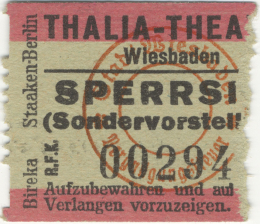 THALIA-THEA
Wiesbaden
SPERRSI
(Sondervorstell
00294
Aufzubewahren und auf
Verlangen vorzuzeigen.
Bireka Staaken-Berlin
R.F.K.